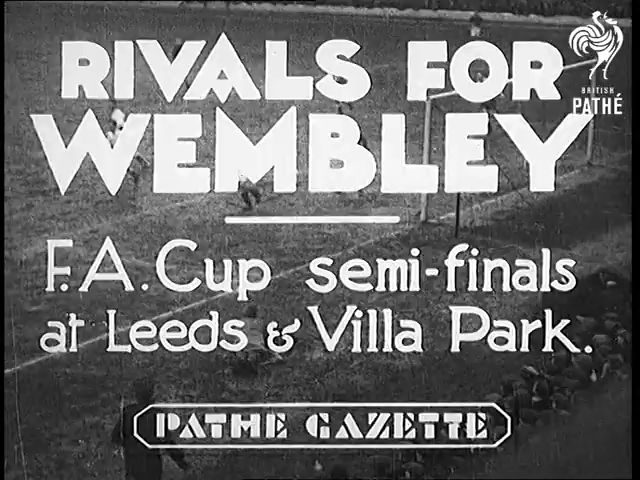 RIVALS FOR
WEMBLEY
F.A. Cup semi-finals
at Leeds & Villa Park.
PATHE GAZETTE
BRITISH
PATHÉ